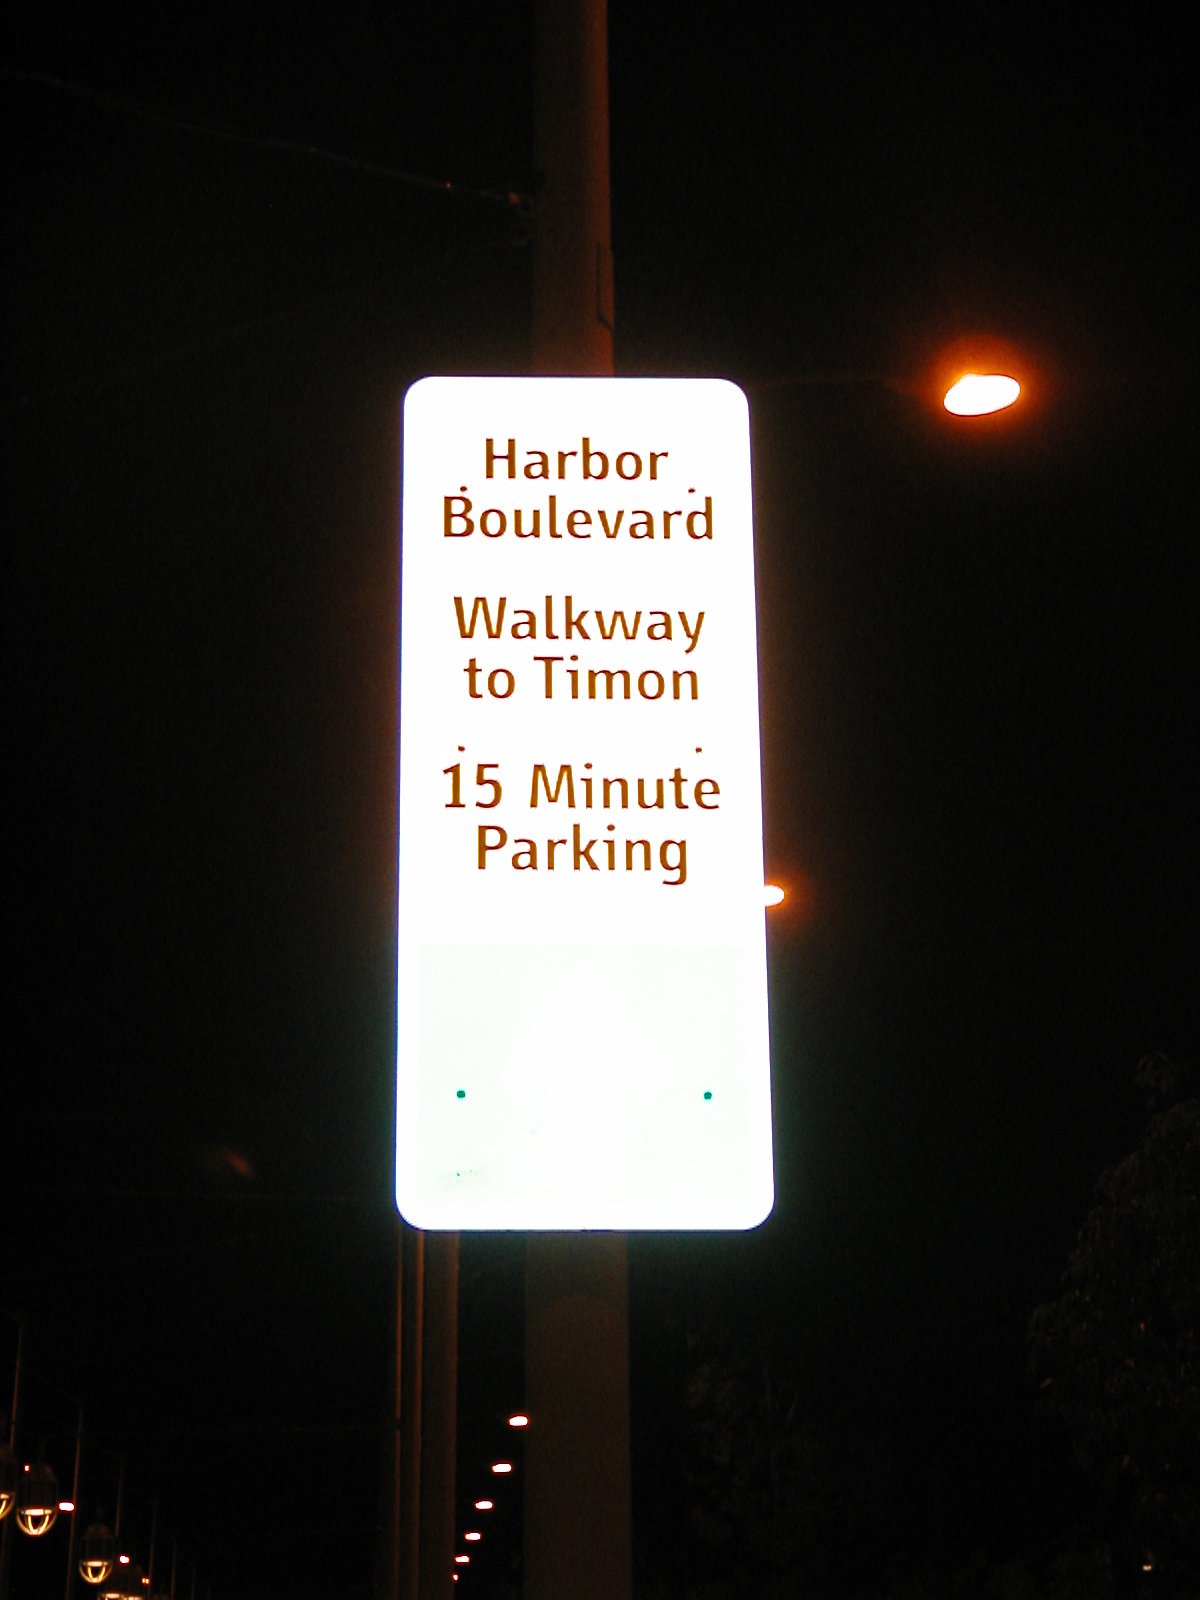 Harbor
Boulevard
Walkway
to Timon
15 Minute
Parking